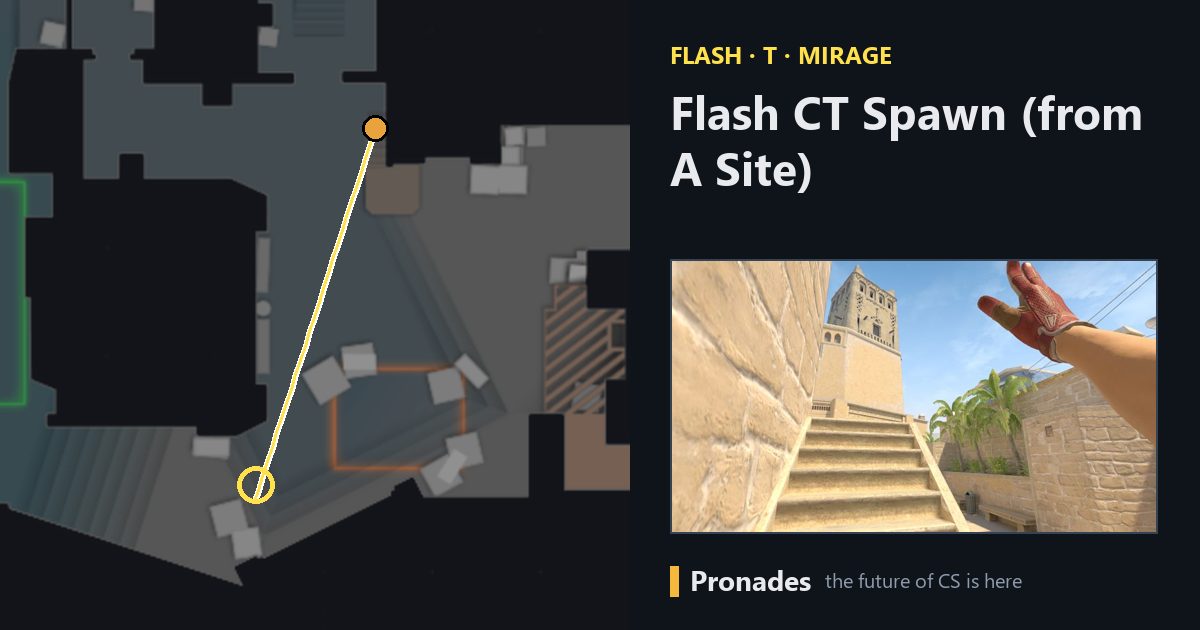 FLASH · T · MIRAGE
Flash CT Spawn (from
A Site)
Pronades the future of CS is here